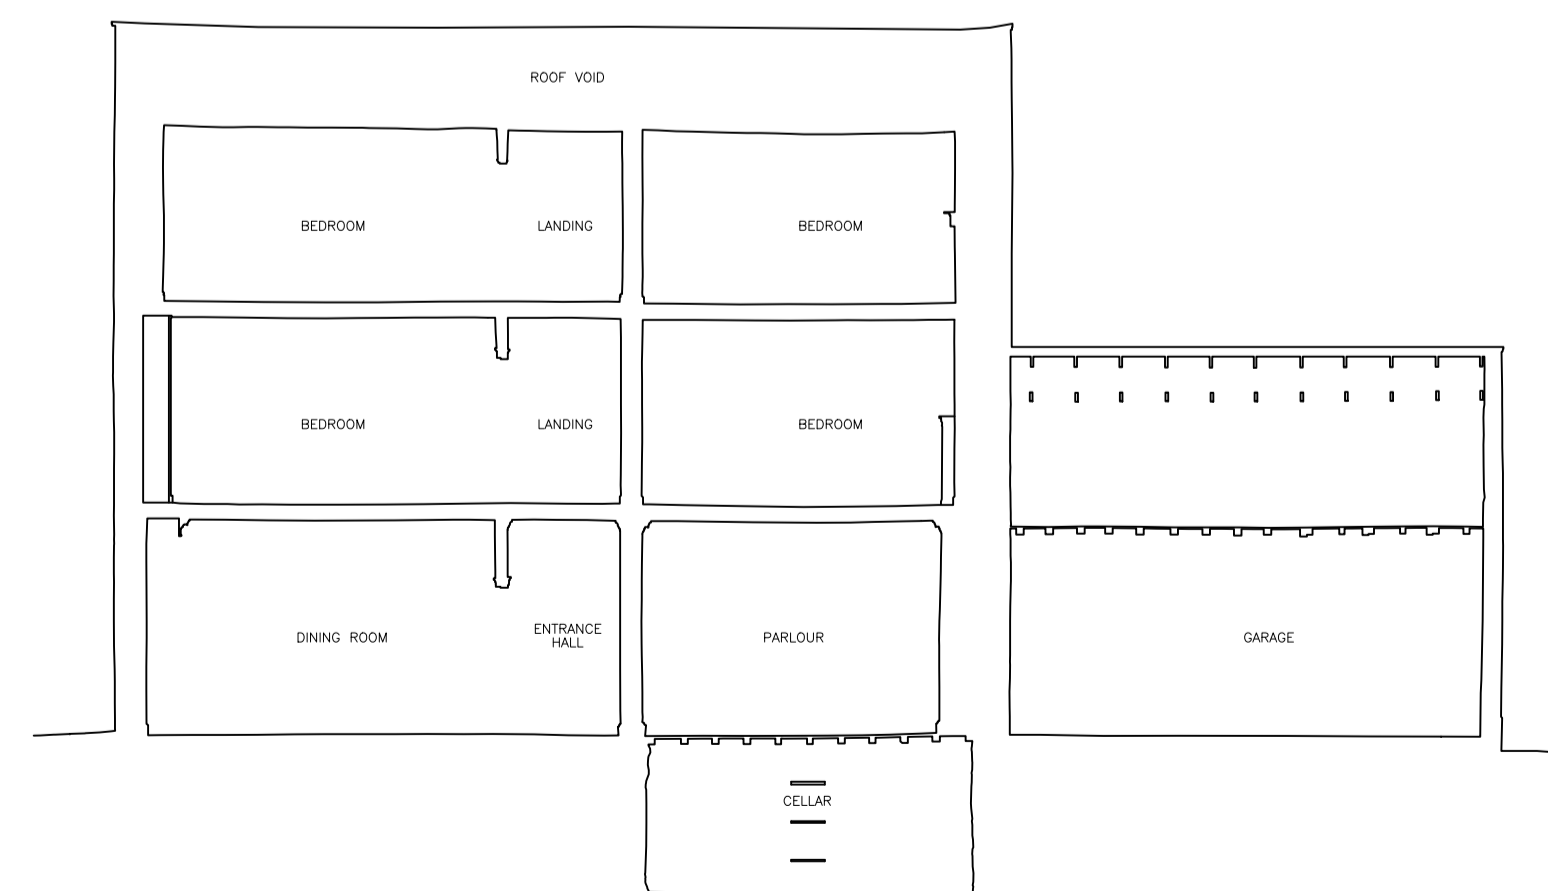 ROOF VOID
BEDROOM
LANDING
BEDROOM
BEDROOM
LANDING
BEDROOM
DINING ROOM
ENTRANCE
HALL
PARLOUR
GARAGE
CELLAR